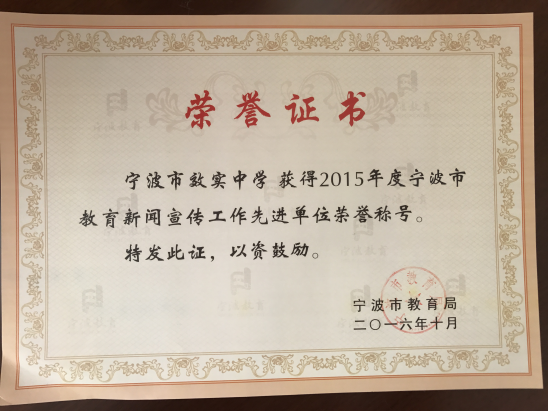 荣誉证书
宁波市效实中学 获得2015年度宁波市
教育新闻宣传工作先进单位荣誉称号。
特发此证，以资鼓励。
宁波市教育局
二〇一六年十月